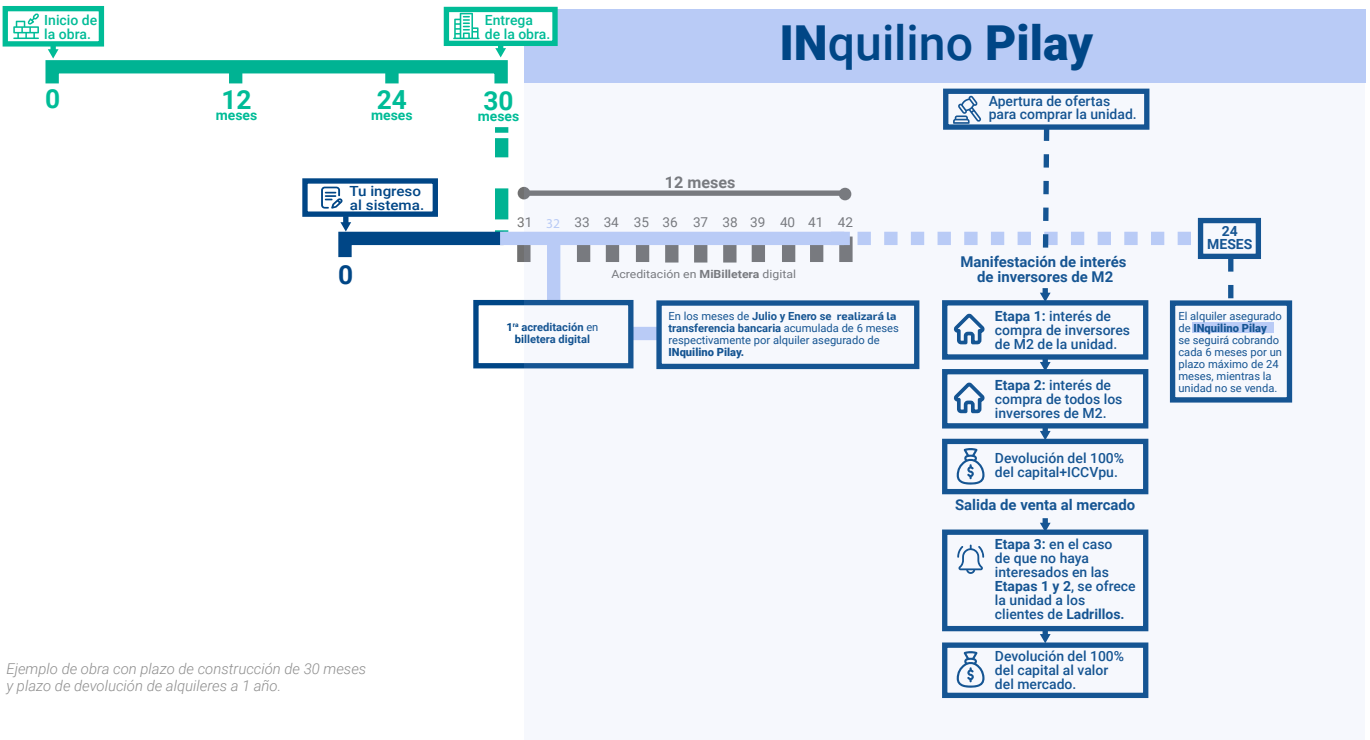 Inicio de
la obra.
Entrega
de la obra.
INquilino Pilay
0
12
meses
24
meses
30
meses
Apertura de ofertas
para comprar la unidad.
Tu ingreso
al sistema.
12 meses
31 32 33 34 35 36 37 38 39 40 41 42
24
MESES
0
Acreditación en MiBilletera digital
Manifestación de interés
de inversores de M2
1ra acreditación en
billetera digital
En los meses de Julio y Enero se realizará la
transferencia bancaria acumulada de 6 meses
respectivamente por alquiler asegurado de
INquilino Pilay.
Etapa 1: interés de
compra de inversores
de M2 de la unidad.
El alquiler asegurado
de INquilino Pilay
se seguirá cobrando
cada 6 meses por un
plazo máximo de 24
meses, mientras la
unidad no se venda.
Etapa 2: interés de
compra de todos los
inversores de M2.
Devolución del 100%
del capital+ICCVpu.
Salida de venta al mercado
Etapa 3: en el caso
de que no haya
interesados en las
Etapas 1 y 2, se ofrece
la unidad a los
clientes de Ladrillos.
Devolución del 100%
del capital al valor
del mercado.
Ejemplo de obra con plazo de construcción de 30 meses
y plazo de devolución de alquileres a 1 año.